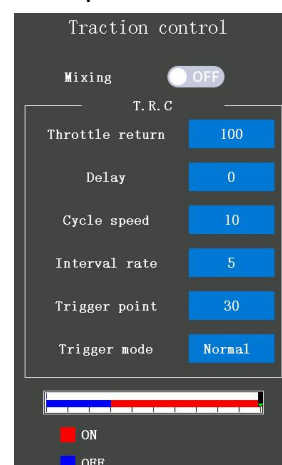 Traction control
Mixing OFF
T.R.C
Throttle return 100
Delay 0
Cycle speed 10
Interval rate 5
Trigger point 30
Trigger mode Normal
ON
OFF